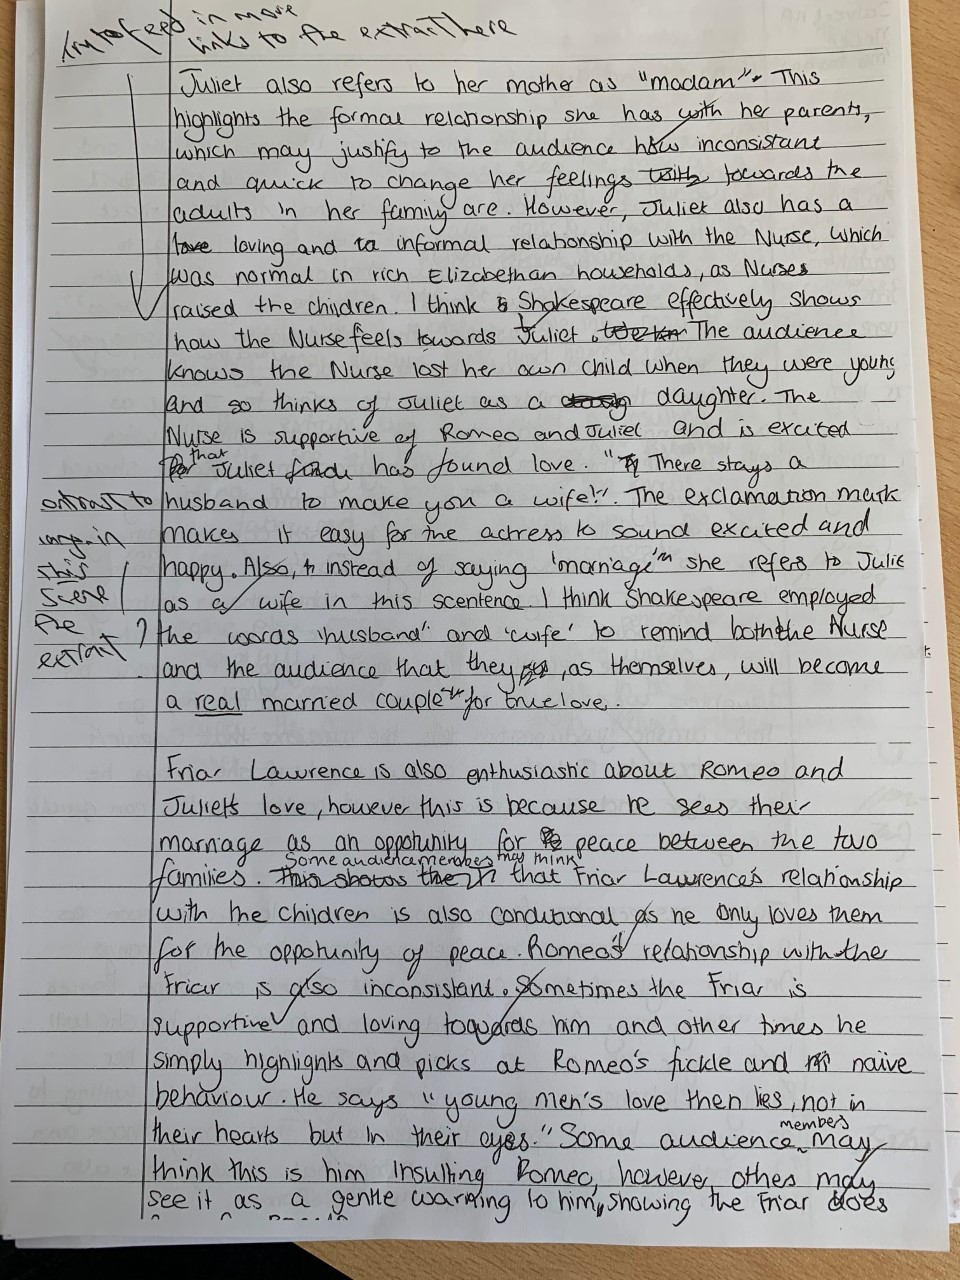 try to feed in more
links to the extract here
Juliet also refers to her mother as "madam". This
highlights the formal relationship she has with her parents,
which may justify to the audience how inconsistant
and quick to change her feelings with towards the
adults in her family are. However, Juliet also has a
love loving and ta informal relationship with the Nurse, which
was normal in rich Elizabethan households, as Nurses
raised the children. I think Shakespeare effectively shows
how the Nurse feels towards Juliet. The audience
knows the Nurse lost her own child when they were young
and so thinks of Juliet as a daughter. The
Nurse is supportive of Romeo and Juliet and is excited
that Juliet has found love. "There stays a
husband to make you a wife!". The exclamation mark
makes it easy for the actress to sound excited and
happy. Also, instead of saying 'marriage' she refers to Julie
as a wife in this scentence. I think Shakespeare employed
the words 'husband' and 'wife' to remind both the Nurse
and the audience that they, as themselves, will become
a real married couple for true love.
ontrast to
lang. in
this
scene
the
extract?
Friar Lawrence is also enthusiastic about Romeo and
Juliets love, however this is because he sees their
marriage as an oppotunity for peace between the two
families. Some audience members may think that Friar Lawrence's relationship
with the children is also conditional as he only loves them
for the oppotunity of peace. Romeo's relationship with the
Friar is also inconsistant. Sometimes the Friar is
supportive and loving towards him and other times he
simply highlights and picks at Romeo's fickle and naïve
behaviour. He says "young men's love then lies, not in
their hearts but in their eyes." Some audience members may
think this is him insulting Romeo, however, othes may
see it as a gentle warning to him, showing the Friar does